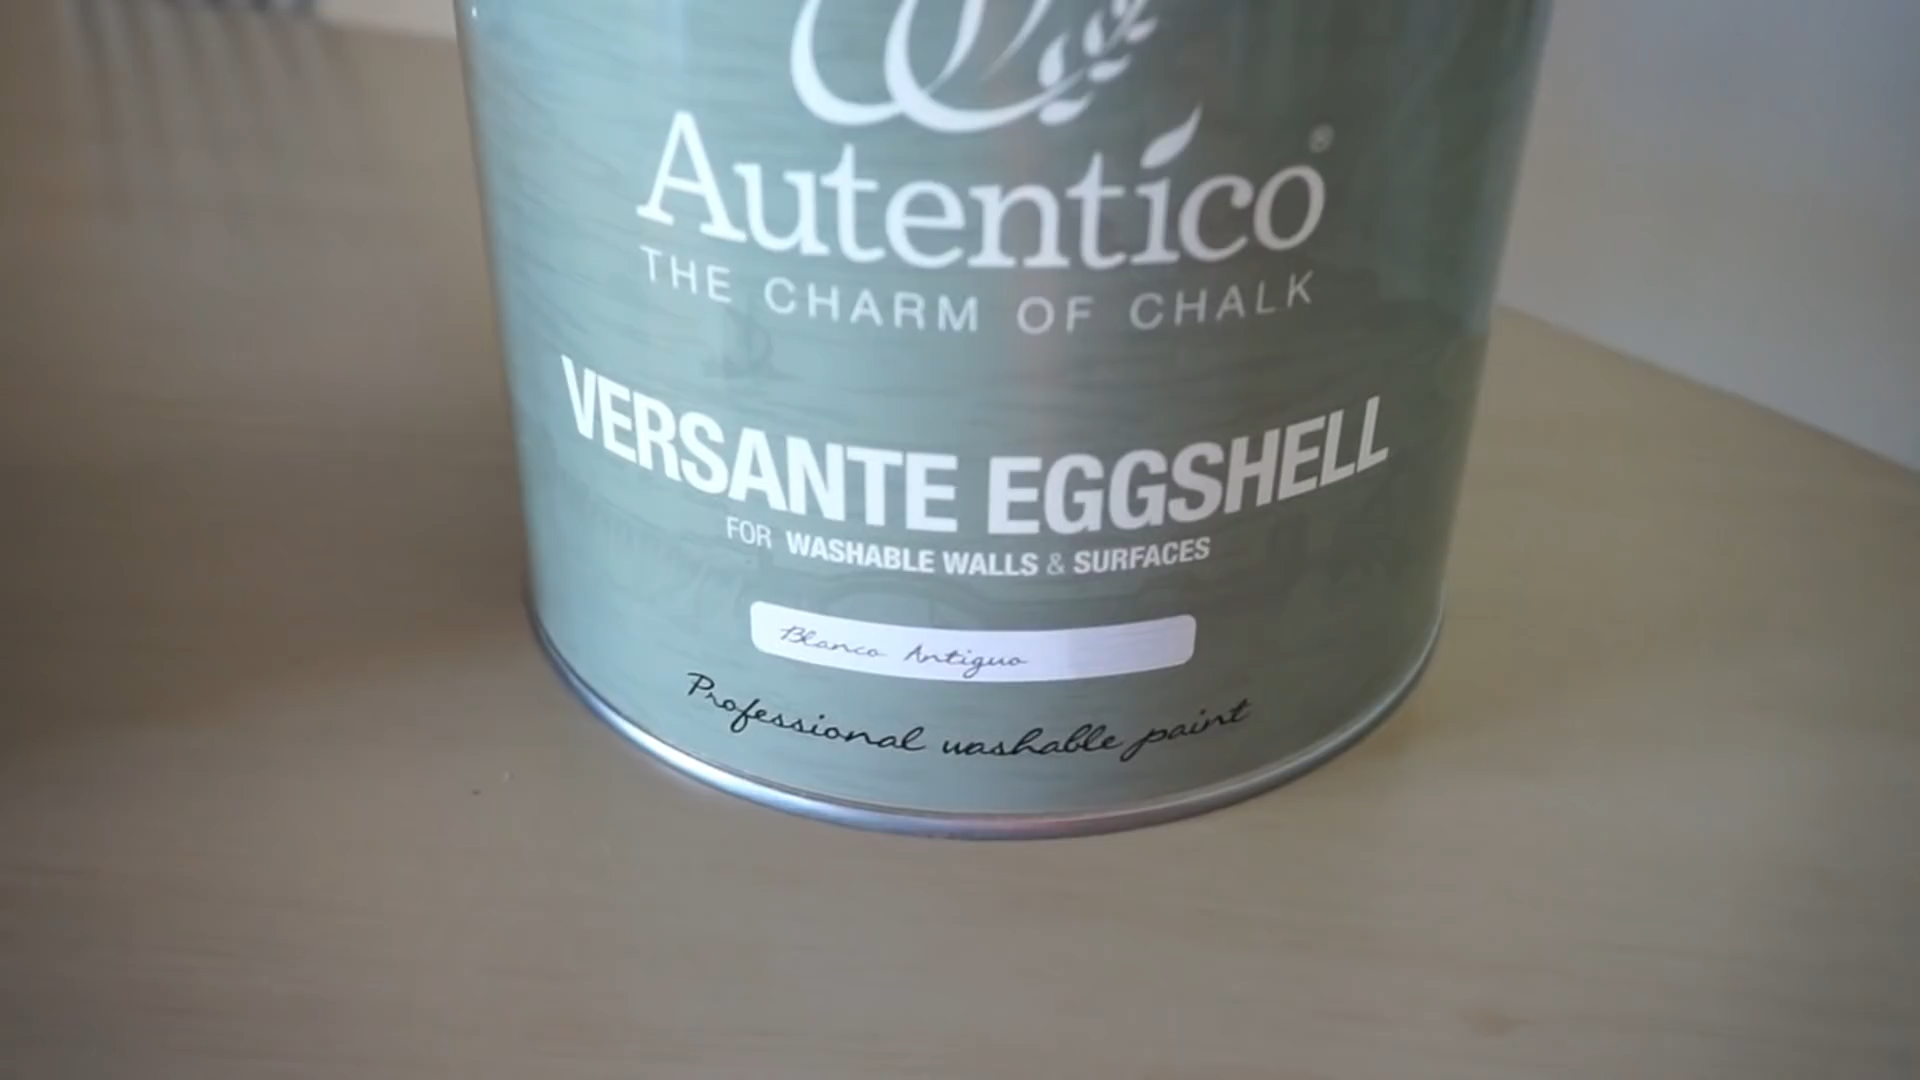 Autentico®
THE CHARM OF CHALK
VERSANTE EGGSHELL
FOR WASHABLE WALLS & SURFACES
Blanco Antiguo
Professional washable paint